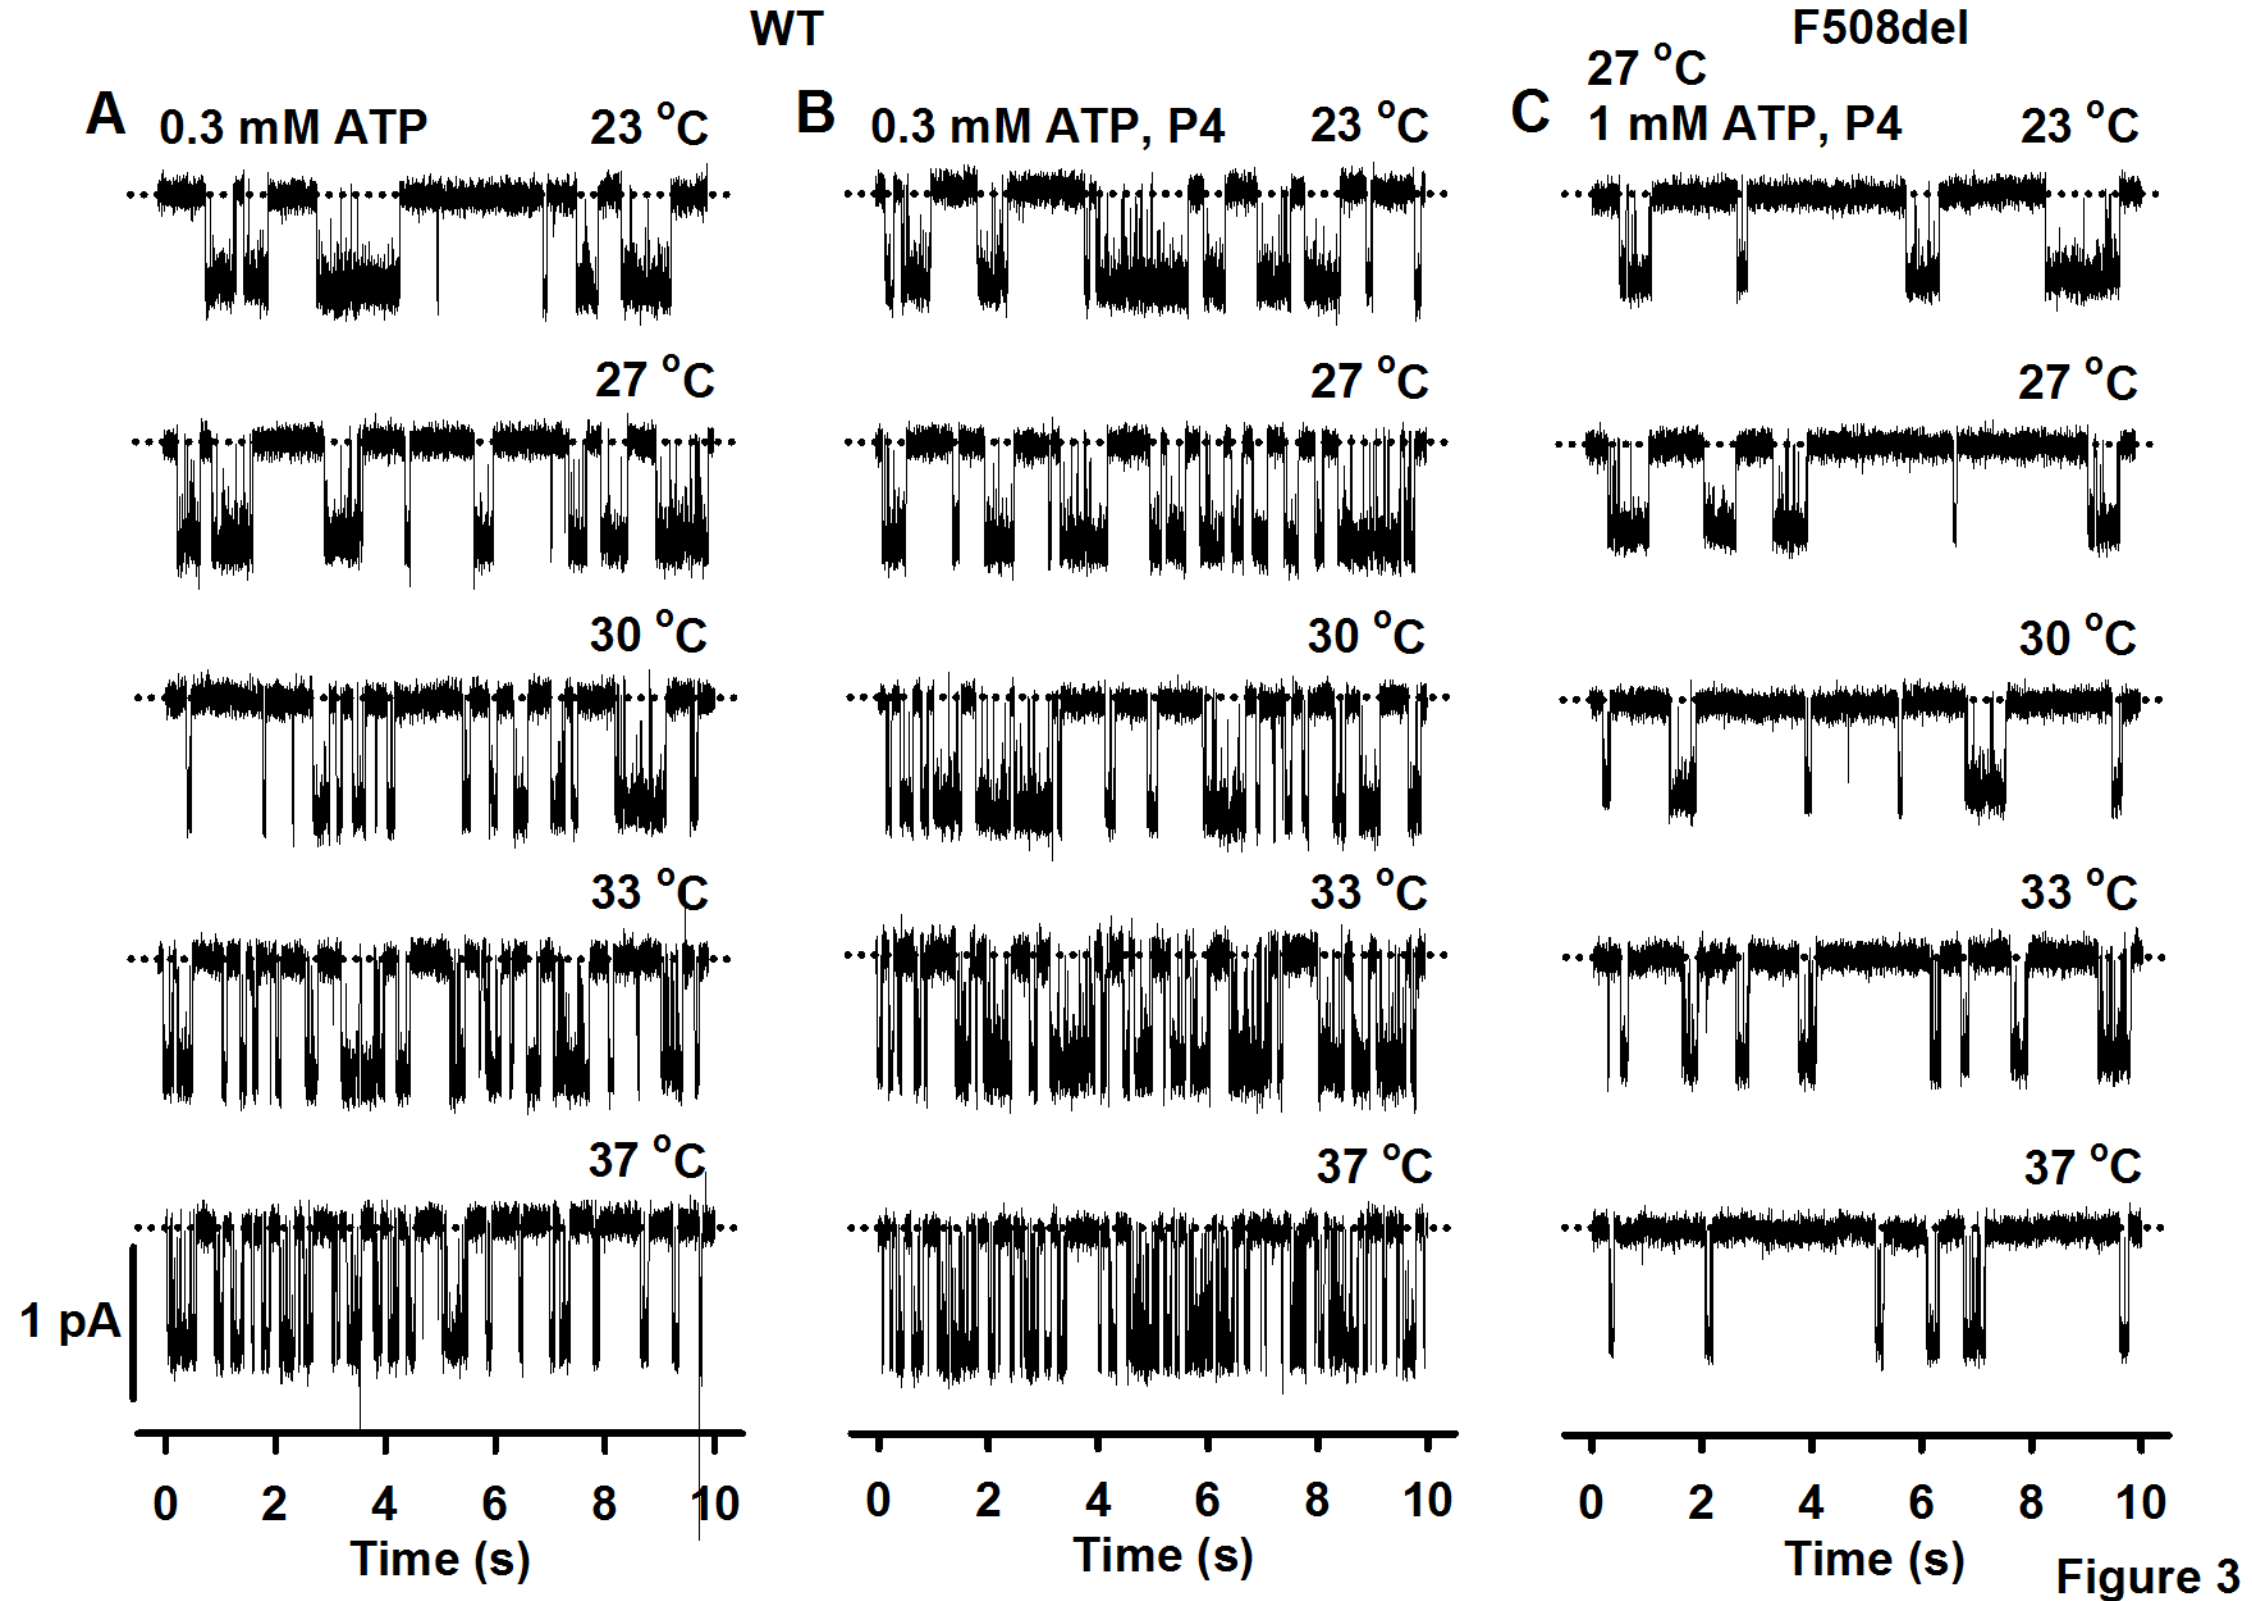 WT
F508del
A 0.3 mM ATP 23 °C
B 0.3 mM ATP, P4 23 °C
27 °C
C 1 mM ATP, P4 23 °C
27 °C 27 °C 27 °C
30 °C 30 °C 30 °C
33 °C 33 °C 33 °C
37 °C 37 °C 37 °C
1 pA
0 2 4 6 8 10
Time (s)
0 2 4 6 8 10
Time (s)
0 2 4 6 8 10
Time (s)
Figure 3